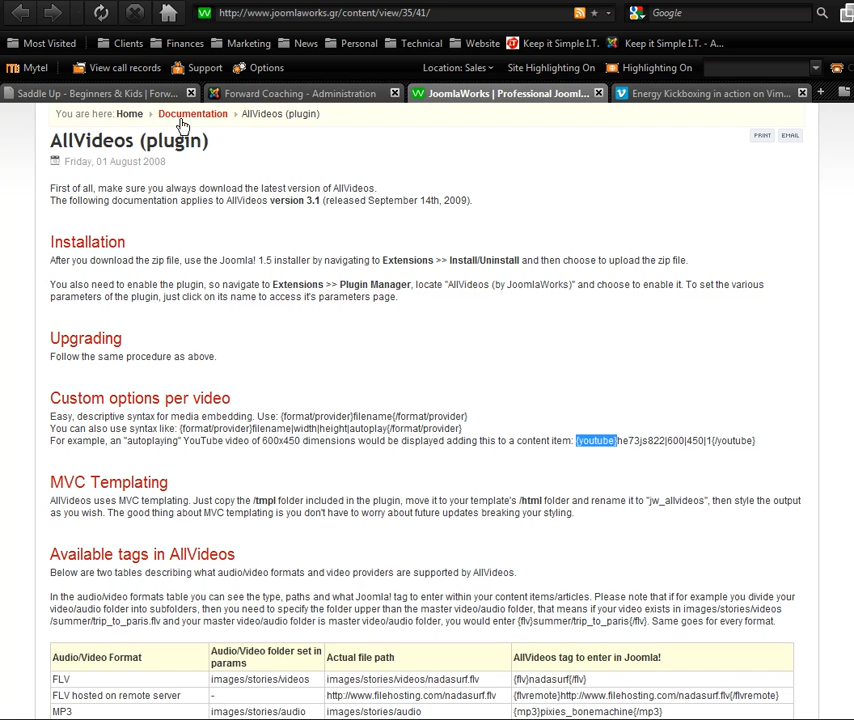 http://www.joomlaworks.gr/content/view/35/41/
Google
Most Visited Clients Finances Marketing News Personal Technical Website Keep it Simple I.T. Keep it Simple I.T. - A...
Mytel View call records Support Options Location: Sales Site Highlighting On Highlighting On
Saddle Up - Beginners & Kids | Forw... Forward Coaching - Administration JoomlaWorks | Professional Jooml... Energy Kickboxing in action on Vim...
You are here: Home Documentation AllVideos (plugin)
AllVideos (plugin)
PRINT EMAIL
Friday, 01 August 2008
First of all, make sure you always download the latest version of AllVideos.
The following documentation applies to AllVideos version 3.1 (released September 14th, 2009).
Installation
After you download the zip file, use the Joomla! 1.5 installer by navigating to Extensions >> Install/Uninstall and then choose to upload the zip file.
You also need to enable the plugin, so navigate to Extensions >> Plugin Manager, locate "AllVideos (by JoomlaWorks)" and choose to enable it. To set the various
parameters of the plugin, just click on its name to access it's parameters page.
Upgrading
Follow the same procedure as above.
Custom options per video
Easy, descriptive syntax for media embedding. Use: {format/provider}filename{/format/provider}
You can also use syntax like: {format/provider}filename|width|height|autoplay{/format/provider}
For example, an "autoplaying" YouTube video of 600x450 dimensions would be displayed adding this to a content item: {youtube}he73js822|600|450|1{/youtube}
MVC Templating
AllVideos uses MVC templating. Just copy the /tmpl folder included in the plugin, move it to your template's /html folder and rename it to "jw_allvideos", then style the output
as you wish. The good thing about MVC templating is you don't have to worry about future updates breaking your styling.
Available tags in AllVideos
Below are two tables describing what audio/video formats and video providers are supported by AllVideos.
In the audio/video formats table you can see the type, paths and what Joomla! tag to enter within your content items/articles. Please note that if for example you divide your
video/audio folder into subfolders, then you need to specify the folder upper than the master video/audio folder, that means if your video exists in images/stories/videos
/summer/trip_to_paris.flv and your master video/audio folder is master video/audio folder, you would enter {flv}summer/trip_to_paris{/flv}. Same goes for every format.
Audio/Video Format Audio/Video folder set in params Actual file path AllVideos tag to enter in Joomla!
FLV images/stories/videos images/stories/videos/nadasurf.flv {flv}nadasurf{/flv}
FLV hosted on remote server - http://www.filehosting.com/nadasurf.flv {flvremote}http://www.filehosting.com/nadasurf.flv{/flvremote}
MP3 images/stories/audio images/stories/audio {mp3}pixies_bonemachine{/mp3}